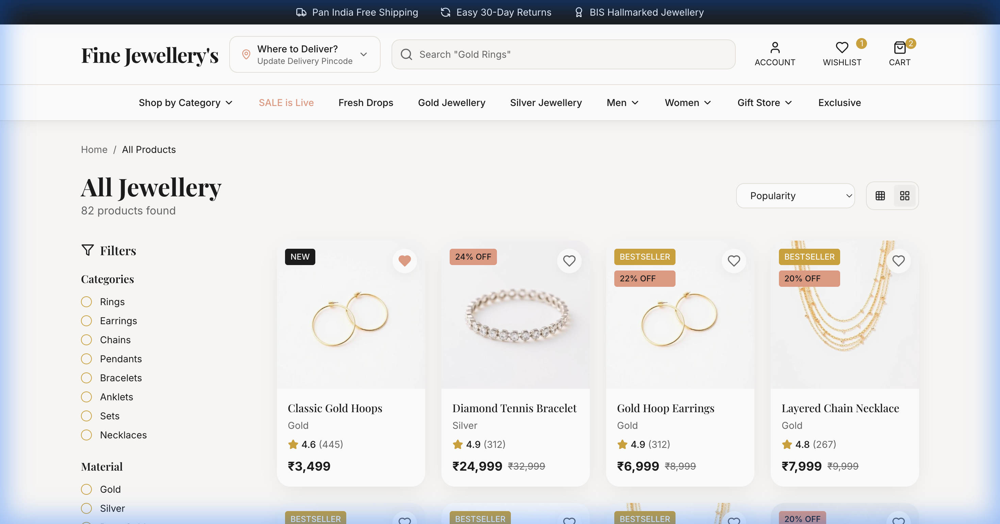 Pan India Free Shipping
Easy 30-Day Returns
BIS Hallmarked Jewellery
Fine Jewellery's
Where to Deliver?
Update Delivery Pincode
Search "Gold Rings"
ACCOUNT
1
WISHLIST
2
CART
Shop by Category
SALE is Live
Fresh Drops
Gold Jewellery
Silver Jewellery
Men
Women
Gift Store
Exclusive
Home / All Products
All Jewellery
82 products found
Popularity
Filters
Categories
Rings
Earrings
Chains
Pendants
Bracelets
Anklets
Sets
Necklaces
Material
Gold
Silver
NEW
Classic Gold Hoops
Gold
4.6 (445)
₹3,499
24% OFF
Diamond Tennis Bracelet
Silver
4.9 (312)
₹24,999 ₹32,999
BESTSELLER
22% OFF
Gold Hoop Earrings
Gold
4.9 (312)
₹6,999 ₹8,999
BESTSELLER
20% OFF
Layered Chain Necklace
Gold
4.8 (267)
₹7,999 ₹9,999
BESTSELLER
BESTSELLER
BESTSELLER
20% OFF